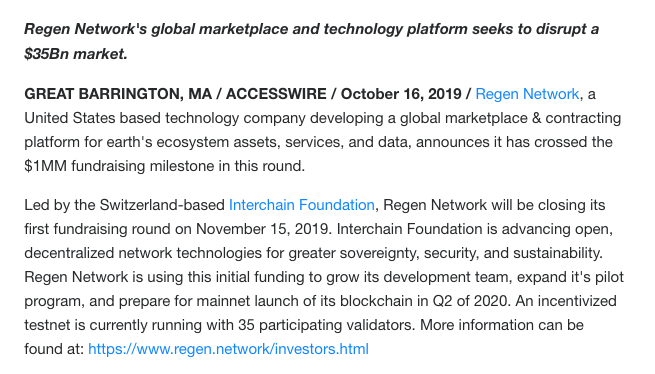 Regen Network's global marketplace and technology platform seeks to disrupt a
$35Bn market.
GREAT BARRINGTON, MA / ACCESSWIRE / October 16, 2019 / Regen Network, a
United States based technology company developing a global marketplace & contracting
platform for earth's ecosystem assets, services, and data, announces it has crossed the
$1MM fundraising milestone in this round.
Led by the Switzerland-based Interchain Foundation, Regen Network will be closing its
first fundraising round on November 15, 2019. Interchain Foundation is advancing open,
decentralized network technologies for greater sovereignty, security, and sustainability.
Regen Network is using this initial funding to grow its development team, expand it's pilot
program, and prepare for mainnet launch of its blockchain in Q2 of 2020. An incentivized
testnet is currently running with 35 participating validators. More information can be
found at: https://www.regen.network/investors.html